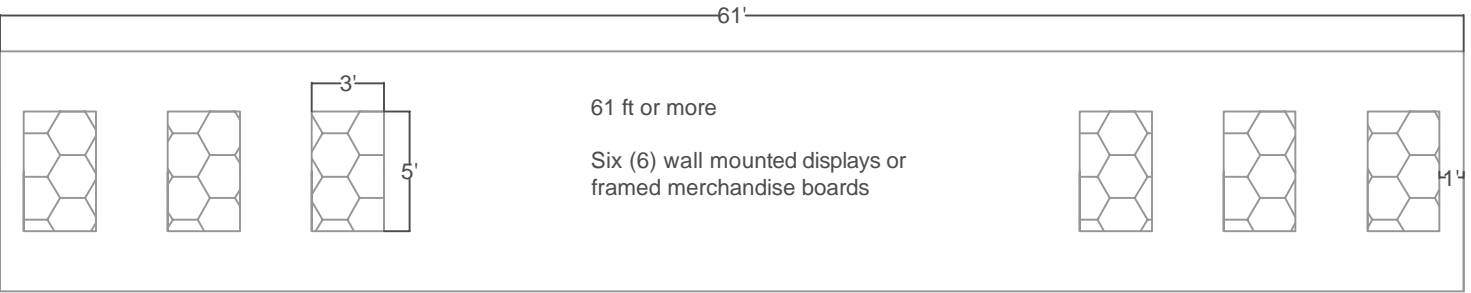 61'
3'
61 ft or more
5'
Six (6) wall mounted displays or
framed merchandise boards
1'